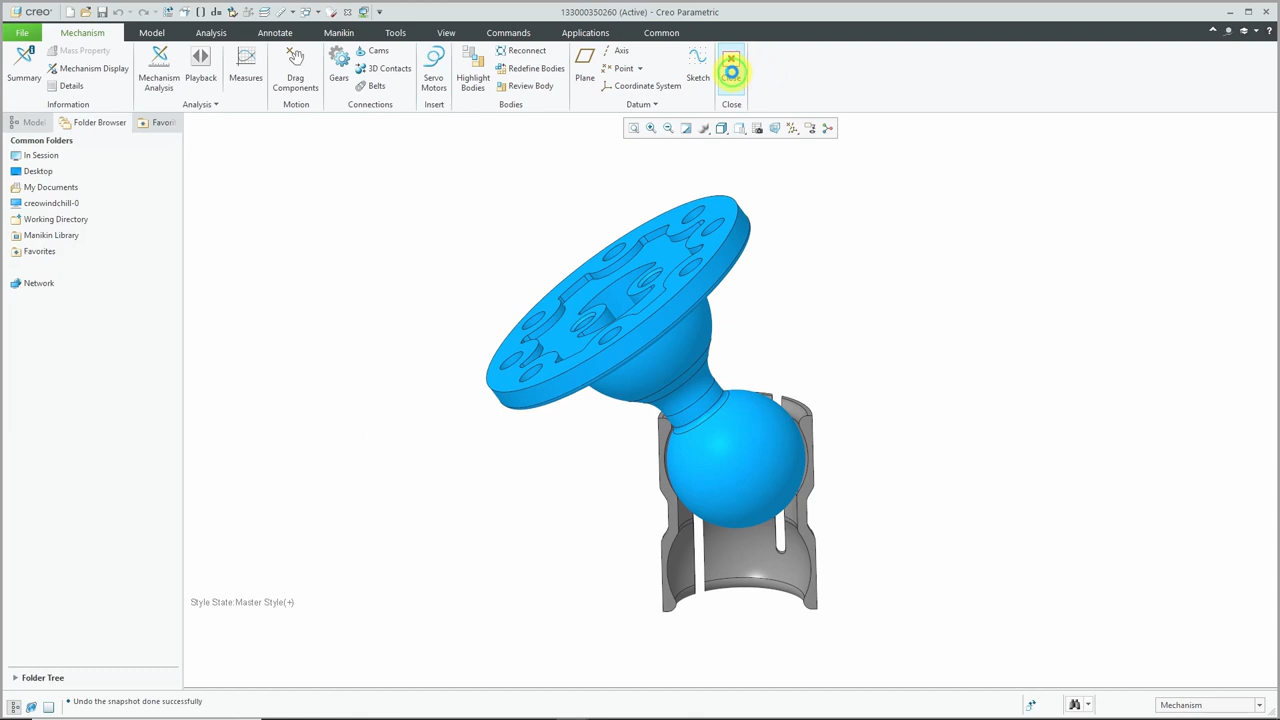 creo
133000350260 (Active) - Creo Parametric
File Mechanism Model Analysis Annotate Manikin Tools View Commands Applications Common
Summary
Mass Property
Mechanism Display
Details
Information
Mechanism Analysis
Playback
Measures
Analysis
Drag Components
Motion
Gears
Cams
3D Contacts
Belts
Connections
Servo Motors
Insert
Highlight Bodies
Reconnect
Redefine Bodies
Review Body
Bodies
Plane
Axis
Point
Coordinate System
Sketch
Datum
Close
Close
Model Folder Browser Favori
Common Folders
In Session
Desktop
My Documents
creowindchill-0
Working Directory
Manikin Library
Favorites
Network
Style State:Master Style(+)
Folder Tree
• Undo the snapshot done successfully
Mechanism